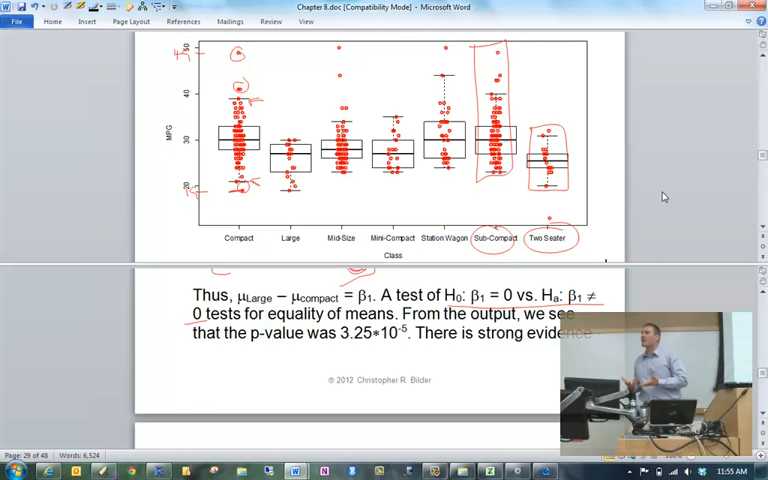 Chapter 8.doc [Compatibility Mode] - Microsoft Word
File Home Insert Page Layout References Mailings Review View
50
40
30
20
MPG
Compact Large Mid-Size Mini-Compact Station Wagon Sub-Compact Two Seater
Class
Thus, μLarge – μcompact = β1. A test of H0: β1 = 0 vs. Ha: β1 ≠
0 tests for equality of means. From the output, we see
that the p-value was 3.25*10-5. There is strong evidence
© 2012 Christopher R. Bilder
Page: 29 of 48 Words: 6,524
11:55 AM